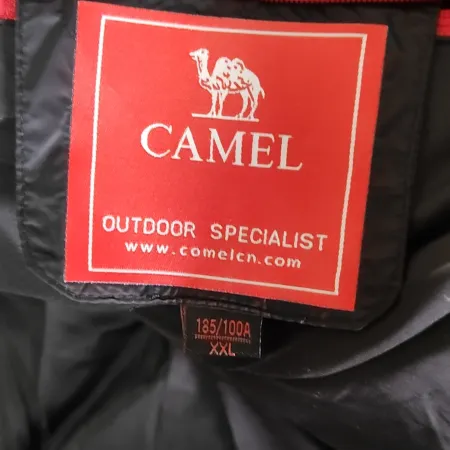 CAMEL
OUTDOOR SPECIALIST
www.camelcn.com
185/100A
XXL